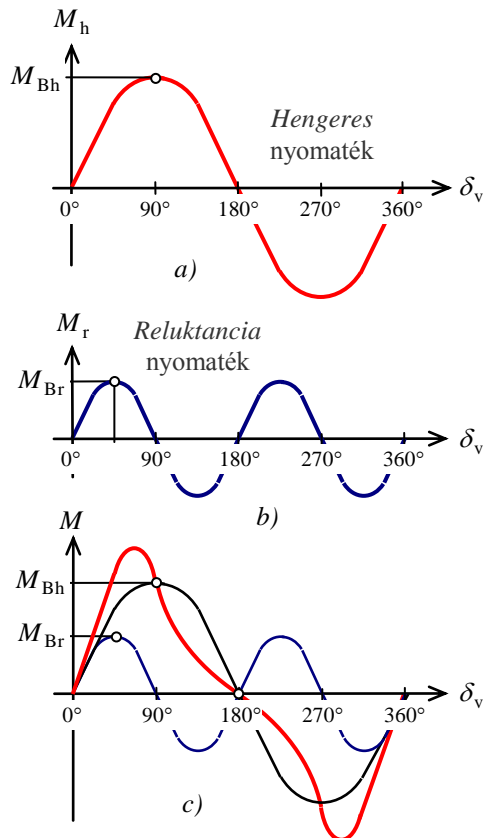 M_h
M_Bh
Hengeres
nyomaték
δ_v
0° 90° 180° 270° 360°
a)
M_r
Reluktancia
nyomaték
M_Br
δ_v
0° 90° 180° 270° 360°
b)
M
M_Bh
M_Br
δ_v
0° 90° 180° 270° 360°
c)